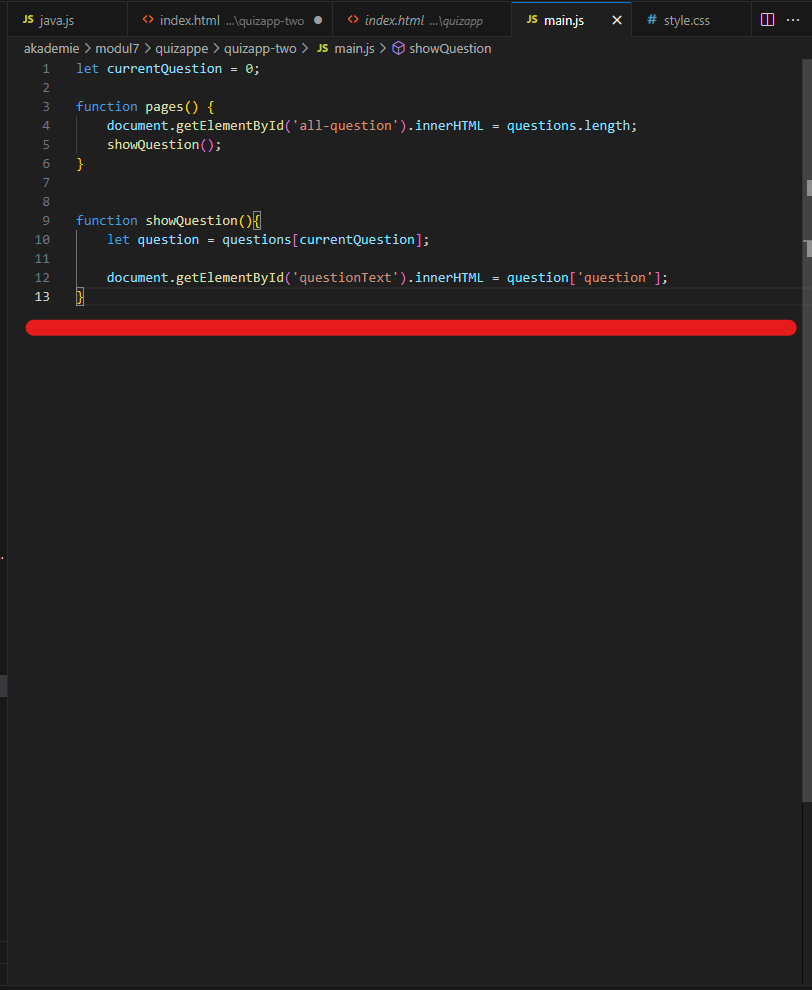 JS java.js <> index.html ...\quizapp-two ● <> index.html ...\quizapp JS main.js × # style.css ···
akademie > modul7 > quizappe > quizapp-two > JS main.js > showQuestion
1 let currentQuestion = 0;
2
3 function pages() {
4     document.getElementById('all-question').innerHTML = questions.length;
5     showQuestion();
6 }
7
8
9 function showQuestion(){
10     let question = questions[currentQuestion];
11
12     document.getElementById('questionText').innerHTML = question['question'];
13 }